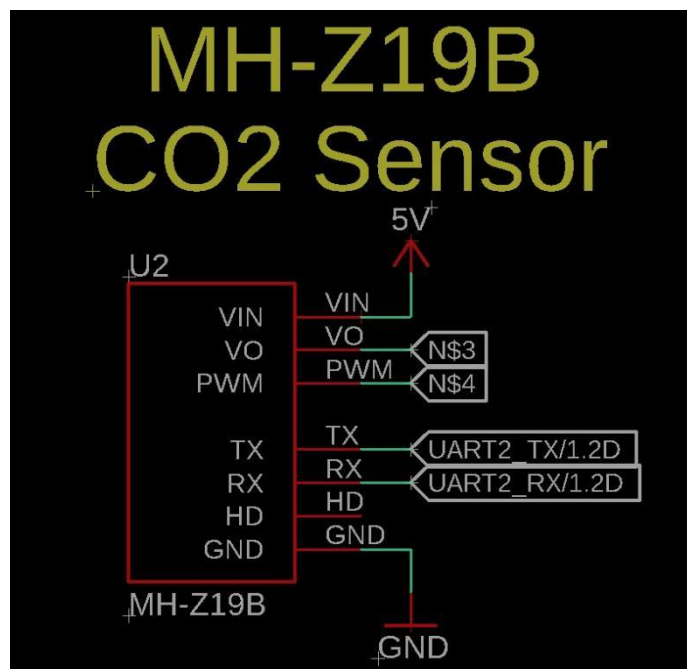 MH-Z19B
CO2 Sensor
5V
U2
VIN VIN
VO VO N$3
PWM PWM N$4
TX TX UART2_TX/1.2D
RX RX UART2_RX/1.2D
HD HD
GND GND
MH-Z19B
GND